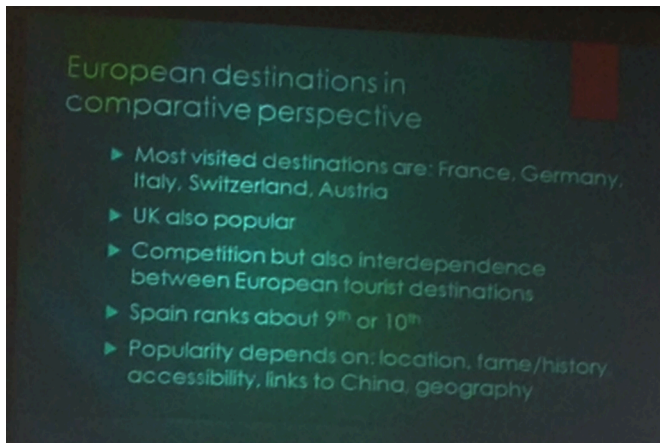 European destinations in
comparative perspective
▶ Most visited destinations are: France, Germany,
Italy, Switzerland, Austria
▶ UK also popular
▶ Competition but also interdependence
between European tourist destinations
▶ Spain ranks about 9th or 10th
▶ Popularity depends on: location, fame/history,
accessibility, links to China, geography